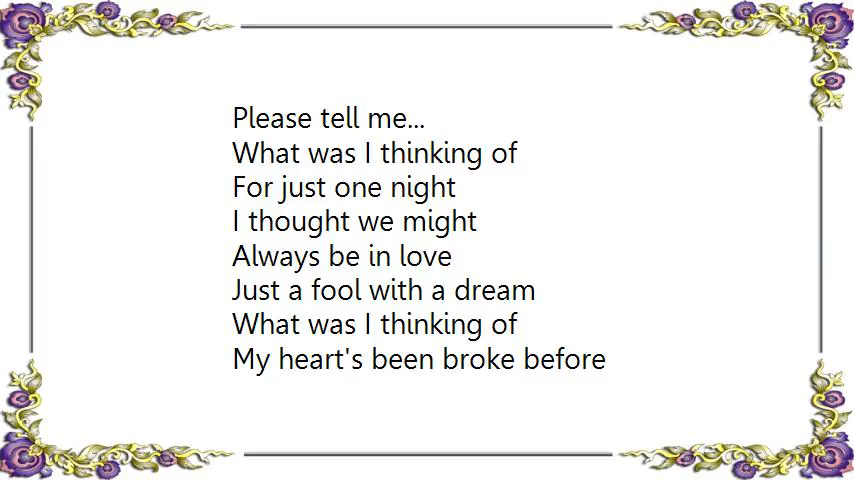 Please tell me...
What was I thinking of
For just one night
I thought we might
Always be in love
Just a fool with a dream
What was I thinking of
My heart's been broke before